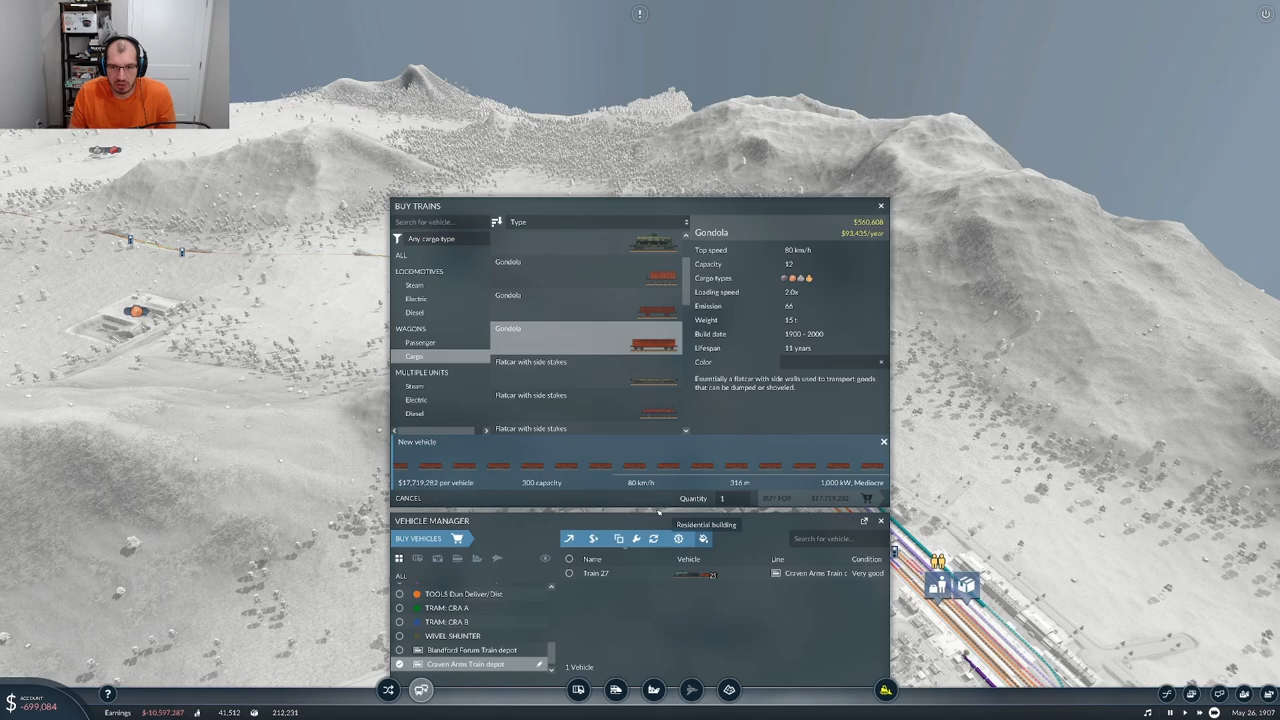 BUY TRAINS
Search for vehicle...
Type
Any cargo type
ALL
LOCOMOTIVES
Steam
Electric
Diesel
WAGONS
Passenger
Cargo
MULTIPLE UNITS
Steam
Electric
Diesel
Gondola
Gondola
Gondola
Flatcar with side stakes
Flatcar with side stakes
Flatcar with side stakes
$560,608
Gondola
$93,435/year
Top speed 80 km/h
Capacity 12
Cargo types
Loading speed 2.0x
Emission 66
Weight 15 t
Build date 1900 - 2000
Lifespan 11 years
Color
Essentially a flatcar with side walls used to transport goods
that can be dumped or shoveled.
New vehicle
$17,719,282 per vehicle 300 capacity 80 km/h 316 m 1,000 kW, Mediocre
CANCEL Quantity 1 BUY FOR $17,719,282
VEHICLE MANAGER
Residential building
BUY VEHICLES
Search for vehicle...
Name Vehicle Line Condition
Train 27 25 Craven Arms Train c Very good
ALL
TOOLS Dun Deliver/Dist
TRAM: CRA A
TRAM: CRA B
WIVEL SHUNTER
Blandford Forum Train depot
Craven Arms Train depot
1 Vehicle
ACCOUNT
$ -699,084
?
Earnings $-10,597,287 41,512 212,231
May 26, 1907